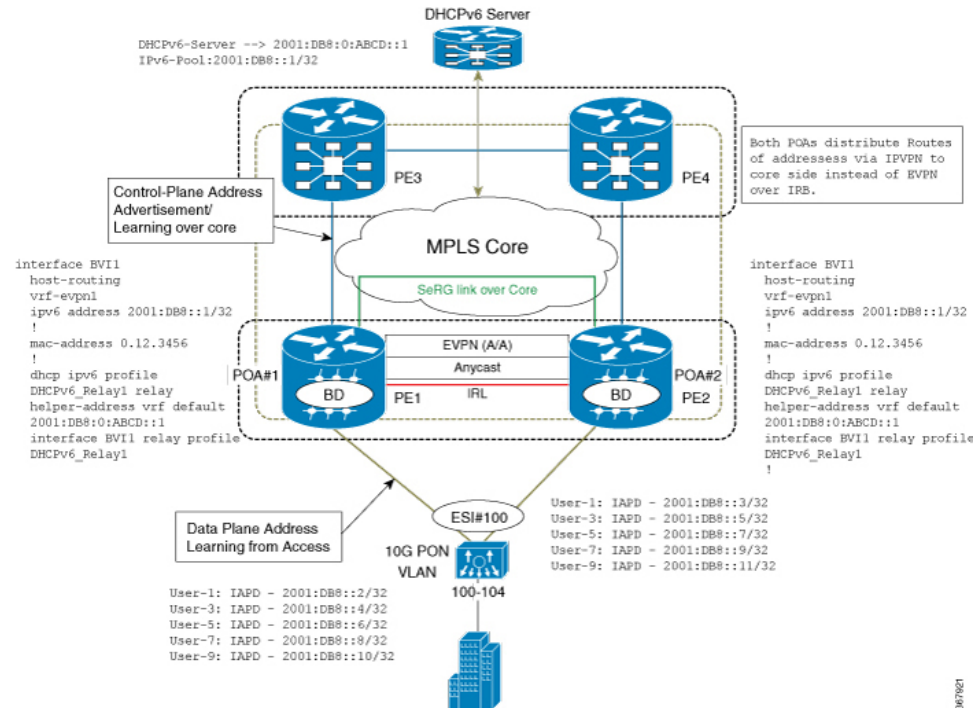 DHCPv6 Server
DHCPv6-Server --> 2001:DB8:0:ABCD::1
IPv6-Pool:2001:DB8::1/32
PE3
PE4
Both POAs distribute Routes
of addressess via IPVPN to
core side instead of EVPN
over IRB.
Control-Plane Address
Advertisement/
Learning over core
MPLS Core
SeRG link over Core
interface BVI1
host-routing
vrf-evpn1
ipv6 address 2001:DB8::1/32
!
mac-address 0.12.3456
!
dhcp ipv6 profile
DHCPv6_Relay1 relay
helper-address vrf default
2001:DB8:0:ABCD::1
interface BVI1 relay profile
DHCPv6_Relay1
POA#1
BD
PE1
EVPN (A/A)
Anycast
IRL
BD
POA#2
PE2
interface BVI1
host-routing
vrf-evpn1
ipv6 address 2001:DB8::1/32
!
mac-address 0.12.3456
!
dhcp ipv6 profile
DHCPv6_Relay1 relay
helper-address vrf default
2001:DB8:0:ABCD::1
interface BVI1 relay profile
DHCPv6_Relay1
!
Data Plane Address
Learning from Access
ESI#100
10G PON
VLAN
100-104
User-1: IAPD - 2001:DB8::3/32
User-3: IAPD - 2001:DB8::5/32
User-5: IAPD - 2001:DB8::7/32
User-7: IAPD - 2001:DB8::9/32
User-9: IAPD - 2001:DB8::11/32
User-1: IAPD - 2001:DB8::2/32
User-3: IAPD - 2001:DB8::4/32
User-5: IAPD - 2001:DB8::6/32
User-7: IAPD - 2001:DB8::8/32
User-9: IAPD - 2001:DB8::10/32
367921